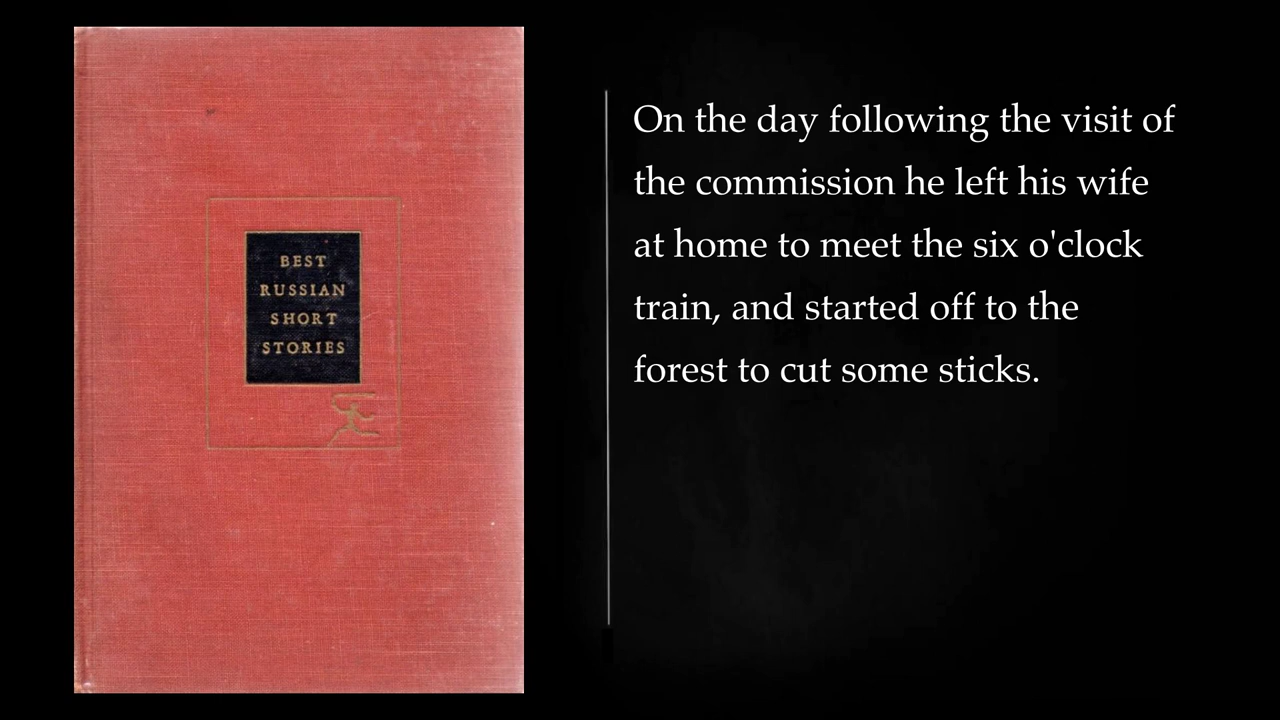 BEST
RUSSIAN
SHORT
STORIES
On the day following the visit of
the commission he left his wife
at home to meet the six o'clock
train, and started off to the
forest to cut some sticks.